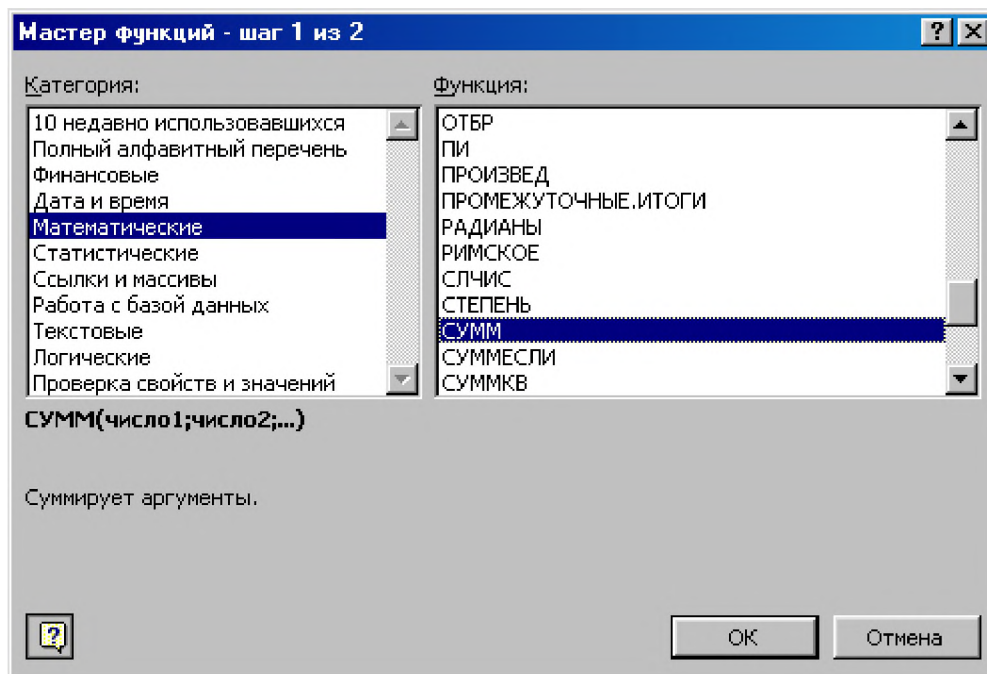 Мастер функций - шаг 1 из 2
Категория:
10 недавно использовавшихся
Полный алфавитный перечень
Финансовые
Дата и время
Математические
Статистические
Ссылки и массивы
Работа с базой данных
Текстовые
Логические
Проверка свойств и значений
Функция:
ОТБР
ПИ
ПРОИЗВЕД
ПРОМЕЖУТОЧНЫЕ.ИТОГИ
РАДИАНЫ
РИМСКОЕ
СЛЧИС
СТЕПЕНЬ
СУММ
СУММЕСЛИ
СУММКВ
СУММ(число1;число2;...)
Суммирует аргументы.
ОК
Отмена